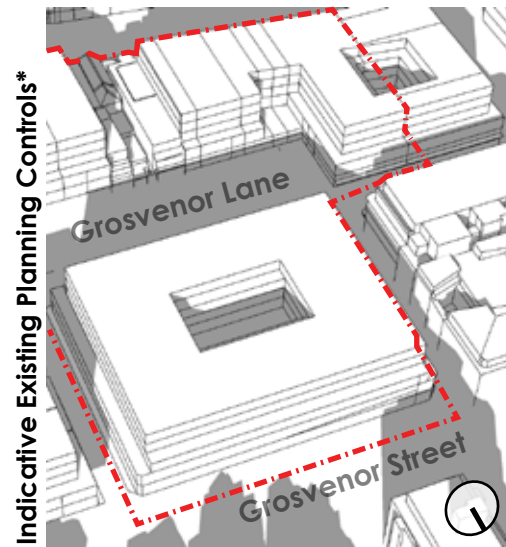 Indicative Existing Planning Controls*
Grosvenor Lane
Grosvenor Street